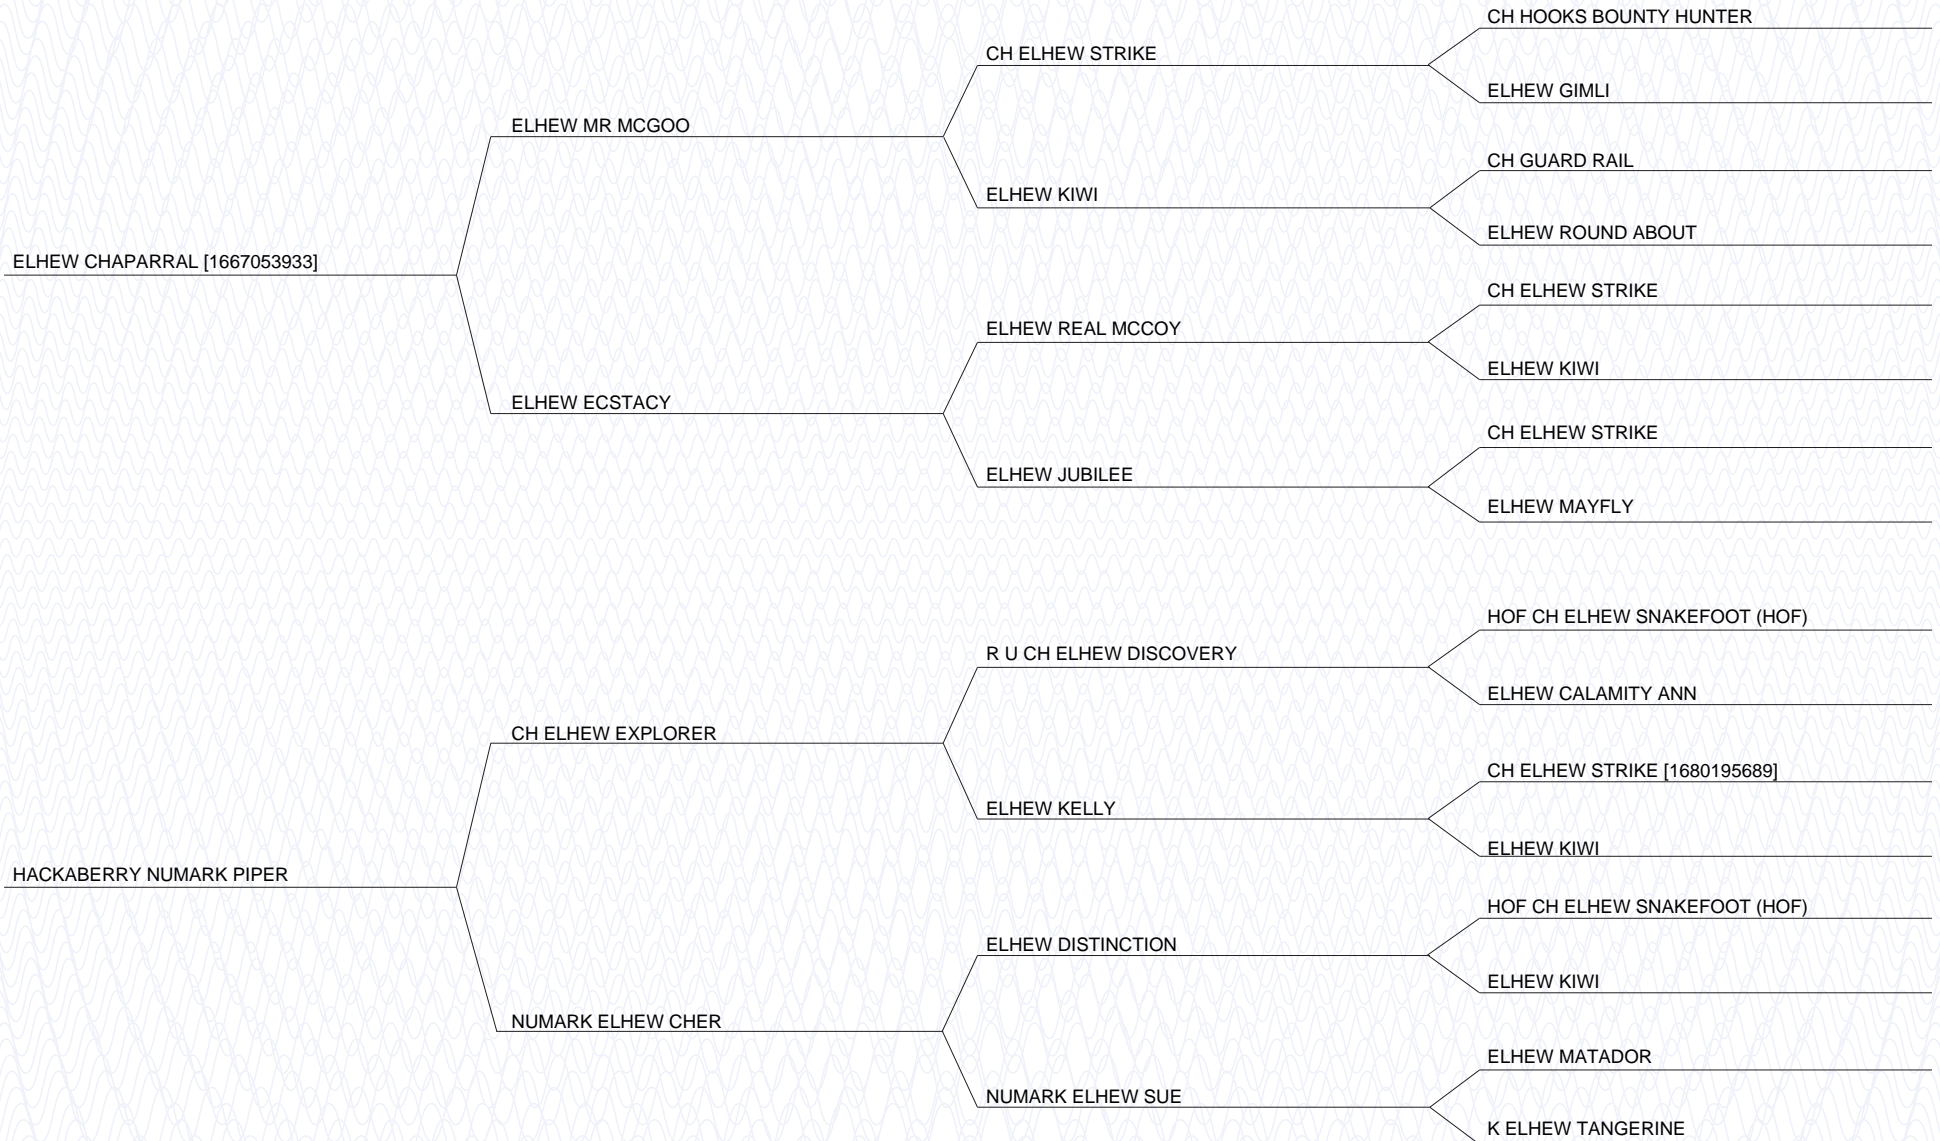 CH HOOKS BOUNTY HUNTER
CH ELHEW STRIKE
ELHEW GIMLI
ELHEW MR MCGOO
CH GUARD RAIL
ELHEW KIWI
ELHEW ROUND ABOUT
ELHEW CHAPARRAL [1667053933]
CH ELHEW STRIKE
ELHEW REAL MCCOY
ELHEW KIWI
ELHEW ECSTACY
CH ELHEW STRIKE
ELHEW JUBILEE
ELHEW MAYFLY
HOF CH ELHEW SNAKEFOOT (HOF)
R U CH ELHEW DISCOVERY
ELHEW CALAMITY ANN
CH ELHEW EXPLORER
CH ELHEW STRIKE [1680195689]
ELHEW KELLY
ELHEW KIWI
HACKABERRY NUMARK PIPER
HOF CH ELHEW SNAKEFOOT (HOF)
ELHEW DISTINCTION
ELHEW KIWI
NUMARK ELHEW CHER
ELHEW MATADOR
NUMARK ELHEW SUE
K ELHEW TANGERINE